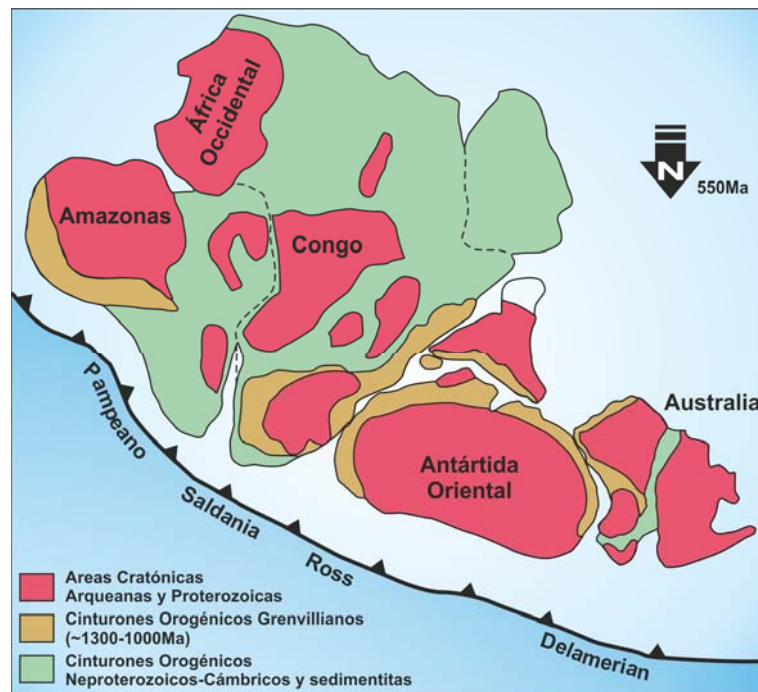 África
Occidental
Amazonas
Congo
N
550Ma
Australia
Antártida
Oriental
Pampeano
Saldania
Ross
Delamerian
Areas Cratónicas
Arqueanas y Proterozoicas
Cinturones Orogénicos Grenvillianos
(~1300-1000Ma)
Cinturones Orogénicos
Neproterozoicos-Cámbricos y sedimentitas